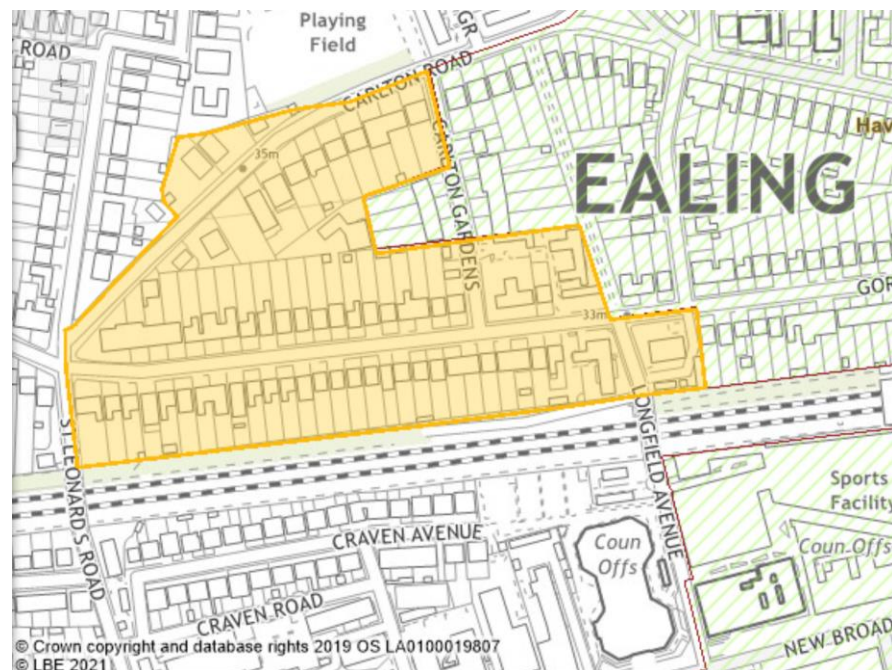 Playing
Field
ROAD
GR
CARLTON ROAD
35m
CARLTON GARDENS
Hav
EALING
33m
GOR
ST LEONARD S ROAD
LONGFIELD AVENUE
Sports
Facility
CRAVEN AVENUE
Coun
Offs
Coun Offs
CRAVEN ROAD
NEW BROAD
© Crown copyright and database rights 2019 OS LA0100019807
© LBE 2021